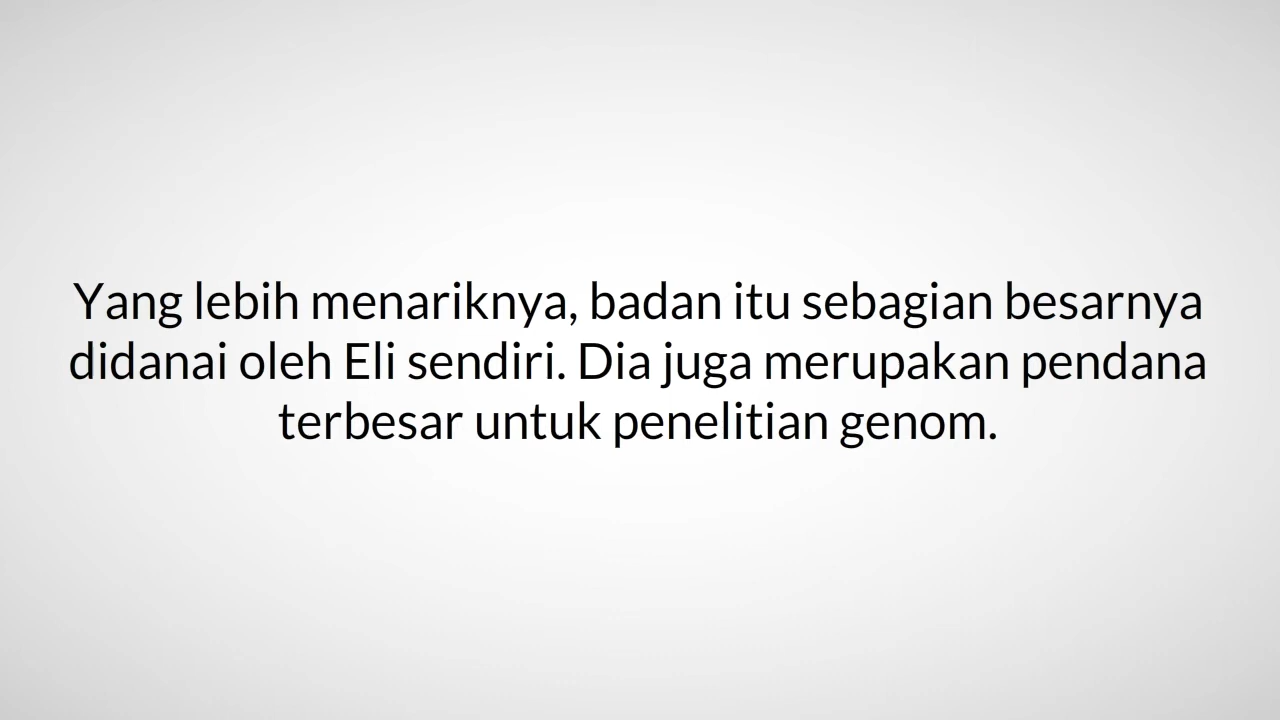 Yang lebih menariknya, badan itu sebagian besarnya
didanai oleh Eli sendiri. Dia juga merupakan pendana
terbesar untuk penelitian genom.